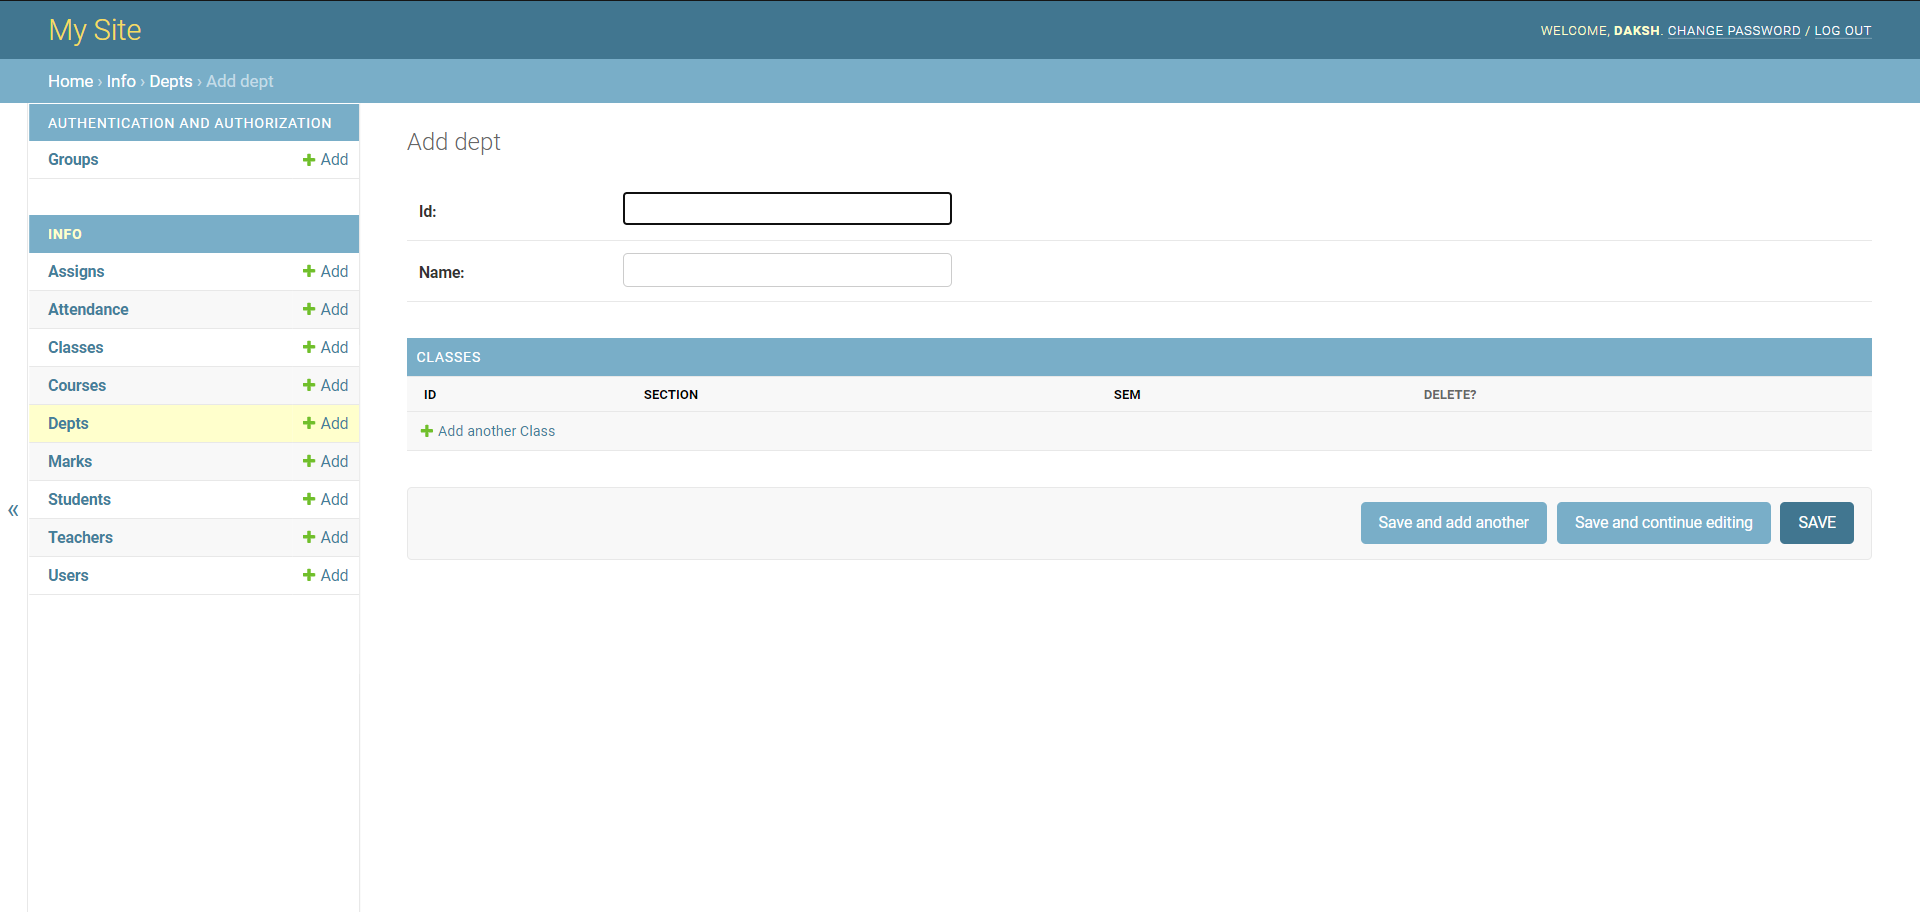 My Site
WELCOME, DAKSH. CHANGE PASSWORD / LOG OUT
Home › Info › Depts › Add dept
AUTHENTICATION AND AUTHORIZATION
Groups Add
INFO
Assigns Add
Attendance Add
Classes Add
Courses Add
Depts Add
Marks Add
Students Add
Teachers Add
Users Add
«
Add dept
Id:
Name:
CLASSES
ID SECTION SEM DELETE?
Add another Class
Save and add another Save and continue editing SAVE